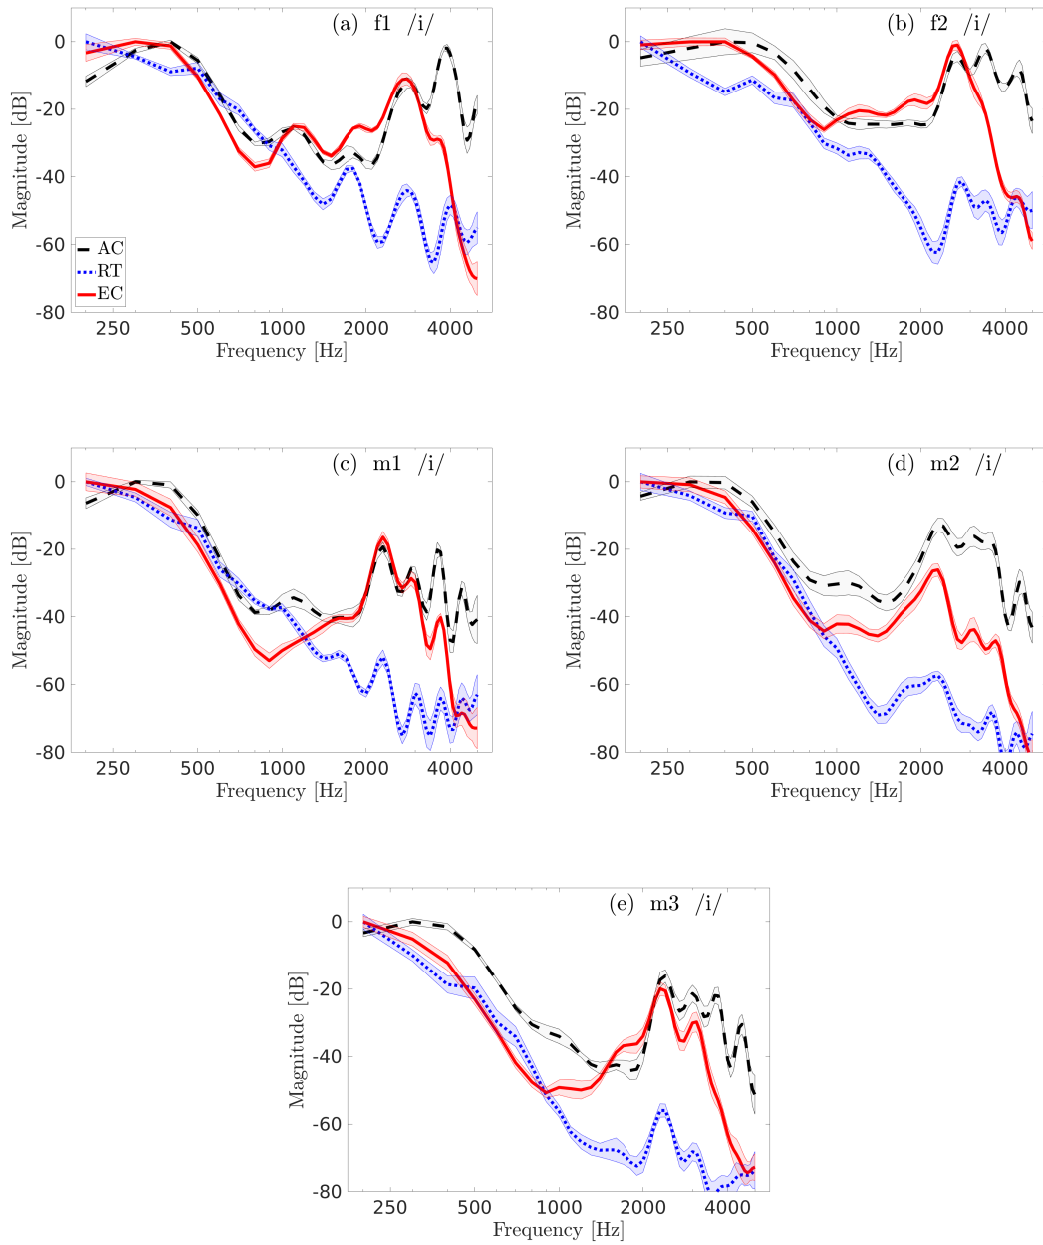 (a) f1 /i/
0
-20
-40
-60
-80
Magnitude [dB]
AC
RT
EC
250 500 1000 2000 4000
Frequency [Hz]
(b) f2 /i/
0
-20
-40
-60
-80
Magnitude [dB]
250 500 1000 2000 4000
Frequency [Hz]
(c) m1 /i/
0
-20
-40
-60
-80
Magnitude [dB]
250 500 1000 2000 4000
Frequency [Hz]
(d) m2 /i/
0
-20
-40
-60
-80
Magnitude [dB]
250 500 1000 2000 4000
Frequency [Hz]
(e) m3 /i/
0
-20
-40
-60
-80
Magnitude [dB]
250 500 1000 2000 4000
Frequency [Hz]